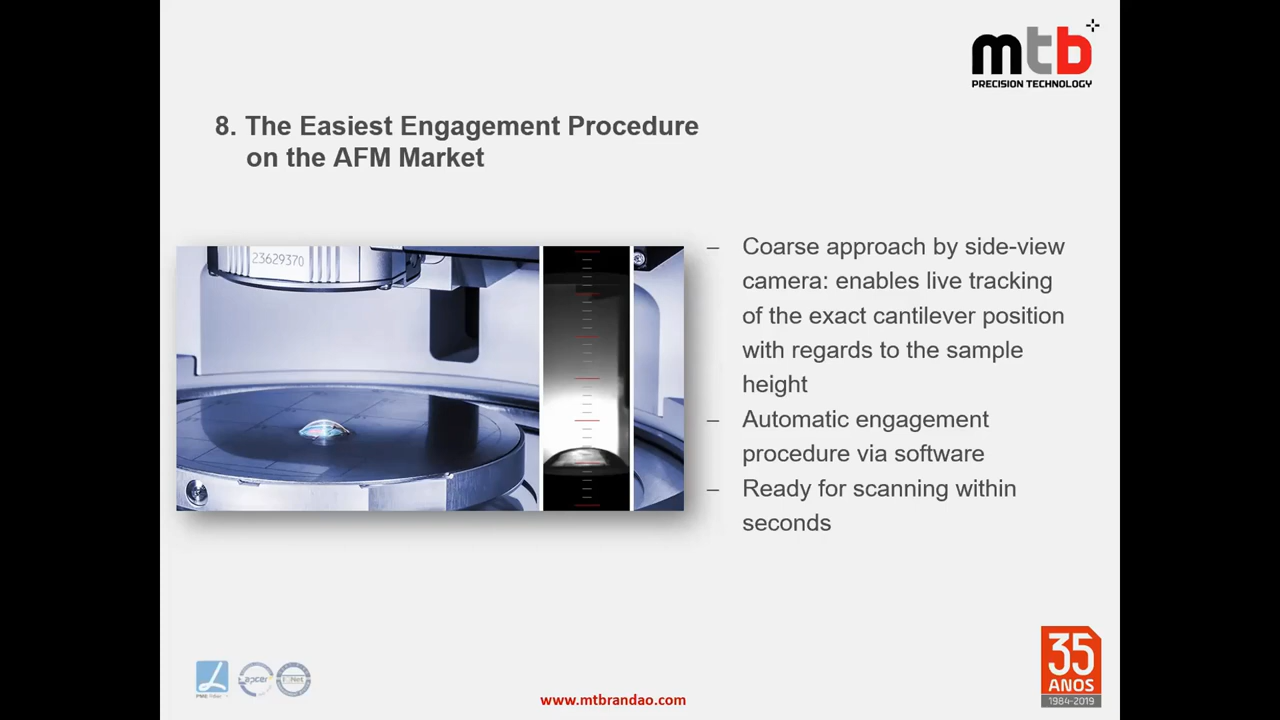 mtb
PRECISION TECHNOLOGY
8. The Easiest Engagement Procedure
on the AFM Market
23629370
– Coarse approach by side-view
camera: enables live tracking
of the exact cantilever position
with regards to the sample
height
– Automatic engagement
procedure via software
– Ready for scanning within
seconds
apcer
35
ANOS
1984-2019
www.mtbrandao.com